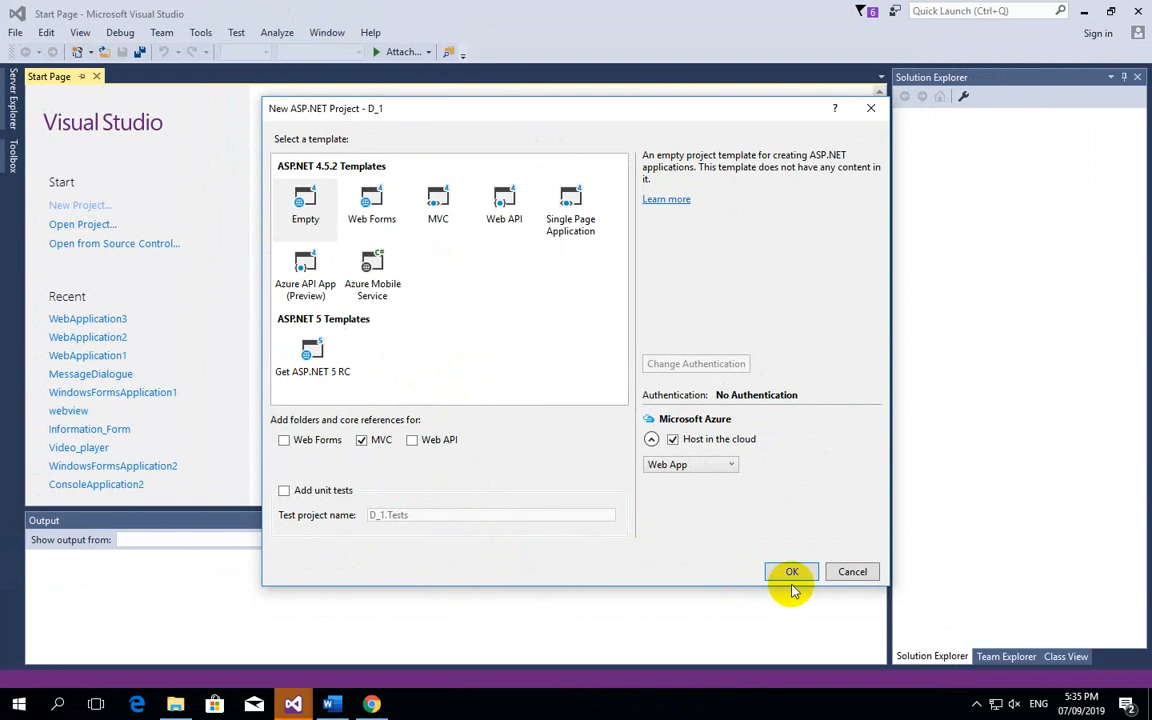 Start Page - Microsoft Visual Studio
6
Quick Launch (Ctrl+Q)
File Edit View Debug Team Tools Test Analyze Window Help
Sign in
Attach...
Server Explorer
Toolbox
Start Page
Visual Studio
Start
New Project...
Open Project...
Open from Source Control...
Recent
WebApplication3
WebApplication2
WebApplication1
MessageDialogue
WindowsFormsApplication1
webview
Information_Form
Video_player
WindowsFormsApplication2
ConsoleApplication2
Output
Show output from:
New ASP.NET Project - D_1
?
Select a template:
ASP.NET 4.5.2 Templates
Empty
Web Forms
MVC
Web API
Single Page
Application
Azure API App
(Preview)
Azure Mobile
Service
ASP.NET 5 Templates
Get ASP.NET 5 RC
Add folders and core references for:
Web Forms MVC Web API
Add unit tests
Test project name: D_1.Tests
An empty project template for creating ASP.NET
applications. This template does not have any content in
it.
Learn more
Change Authentication
Authentication: No Authentication
Microsoft Azure
Host in the cloud
Web App
OK Cancel
Solution Explorer
Solution Explorer Team Explorer Class View
ENG
5:35 PM
07/09/2019
2